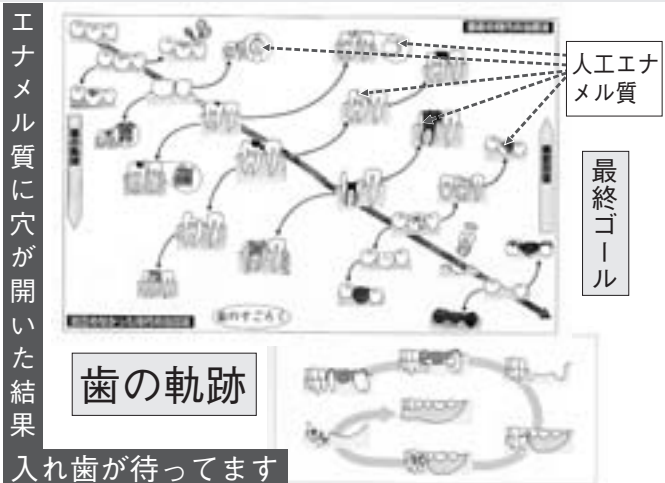 エナメル質に穴が開いた結果
人工エナ
メル質
最終ゴール
歯のすごろく
歯の軌跡
入れ歯が待ってます